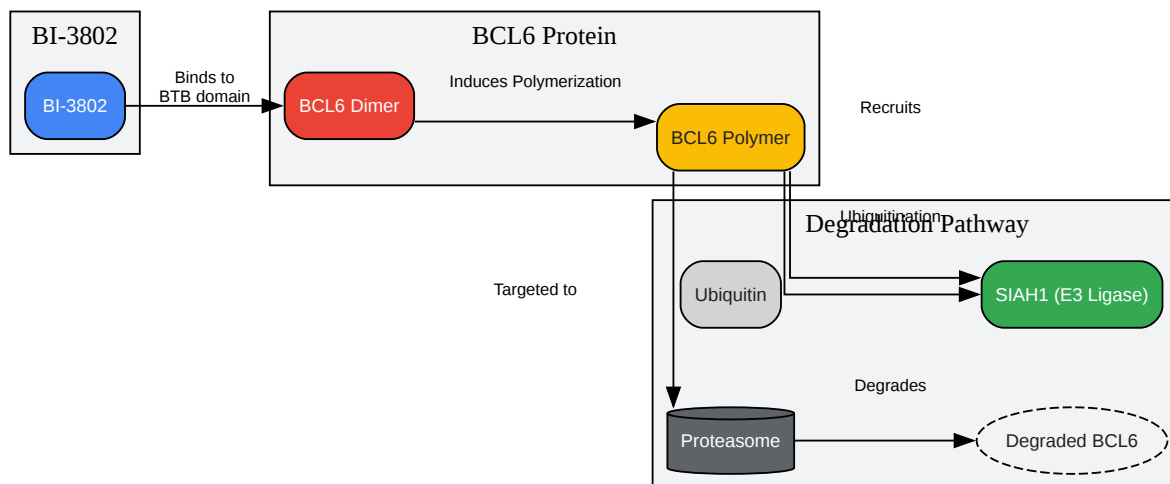 BI-3802
BCL6 Protein
BI-3802
Binds to
BTB domain
BCL6 Dimer
Induces Polymerization
BCL6 Polymer
Recruits
Ubiquitination
Degradation Pathway
Targeted to
Ubiquitin
SIAH1 (E3 Ligase)
Degrades
Proteasome
Degraded BCL6